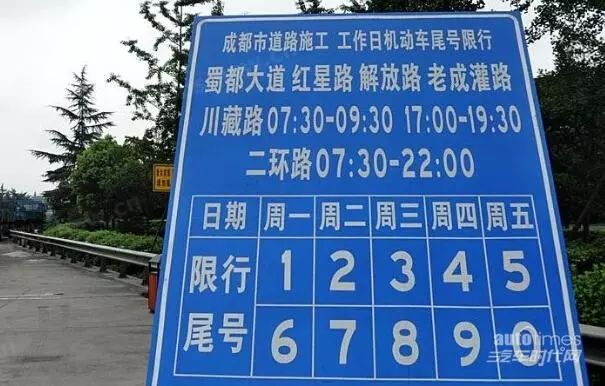 成都市道路施工 工作日机动车尾号限行
蜀都大道 红星路 解放路 老成灌路
川藏路07:30-09:30 17:00-19:30
二环路07:30-22:00
日期 周一 周二 周三 周四 周五
限行 1 2 3 4 5
尾号 6 7 8 9 0
autotimes
汽车时代网